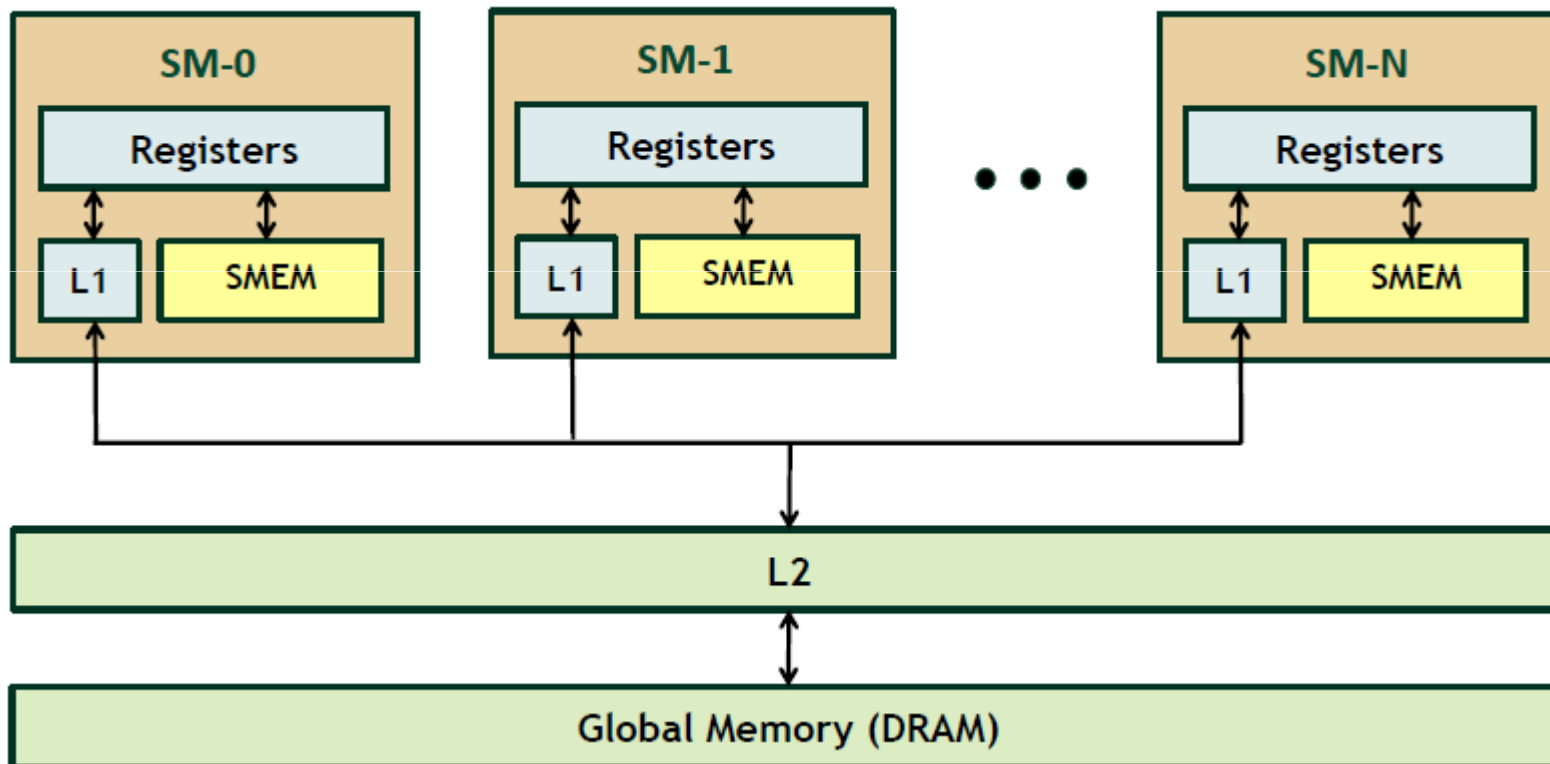 SM-0
Registers
L1
SMEM
SM-1
Registers
L1
SMEM
SM-N
Registers
L1
SMEM
L2
Global Memory (DRAM)